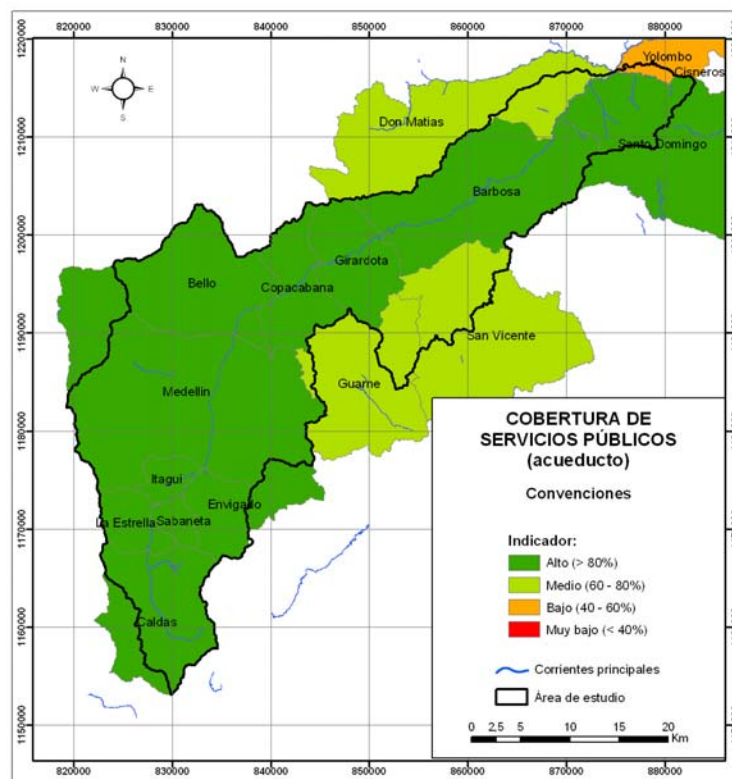 820000 830000 840000 850000 860000 870000 880000
1220000
1210000
1200000
1190000
1180000
1170000
1160000
1150000
N
W E
S
Yolombo
Cisneros
Don Matias
Santo Domingo
Barbosa
Girardota
Bello
Copacabana
San Vicente
Guarne
Medellin
Itagui
Envigado
La Estrella
Sabaneta
Caldas
COBERTURA DE
SERVICIOS PÚBLICOS
(acueducto)
Convenciones
Indicador:
Alto (> 80%)
Medio (60 - 80%)
Bajo (40 - 60%)
Muy bajo (< 40%)
Corrientes principales
Área de estudio
0 2,5 5 10 15 20
Km
820000 830000 840000 850000 860000 870000 880000